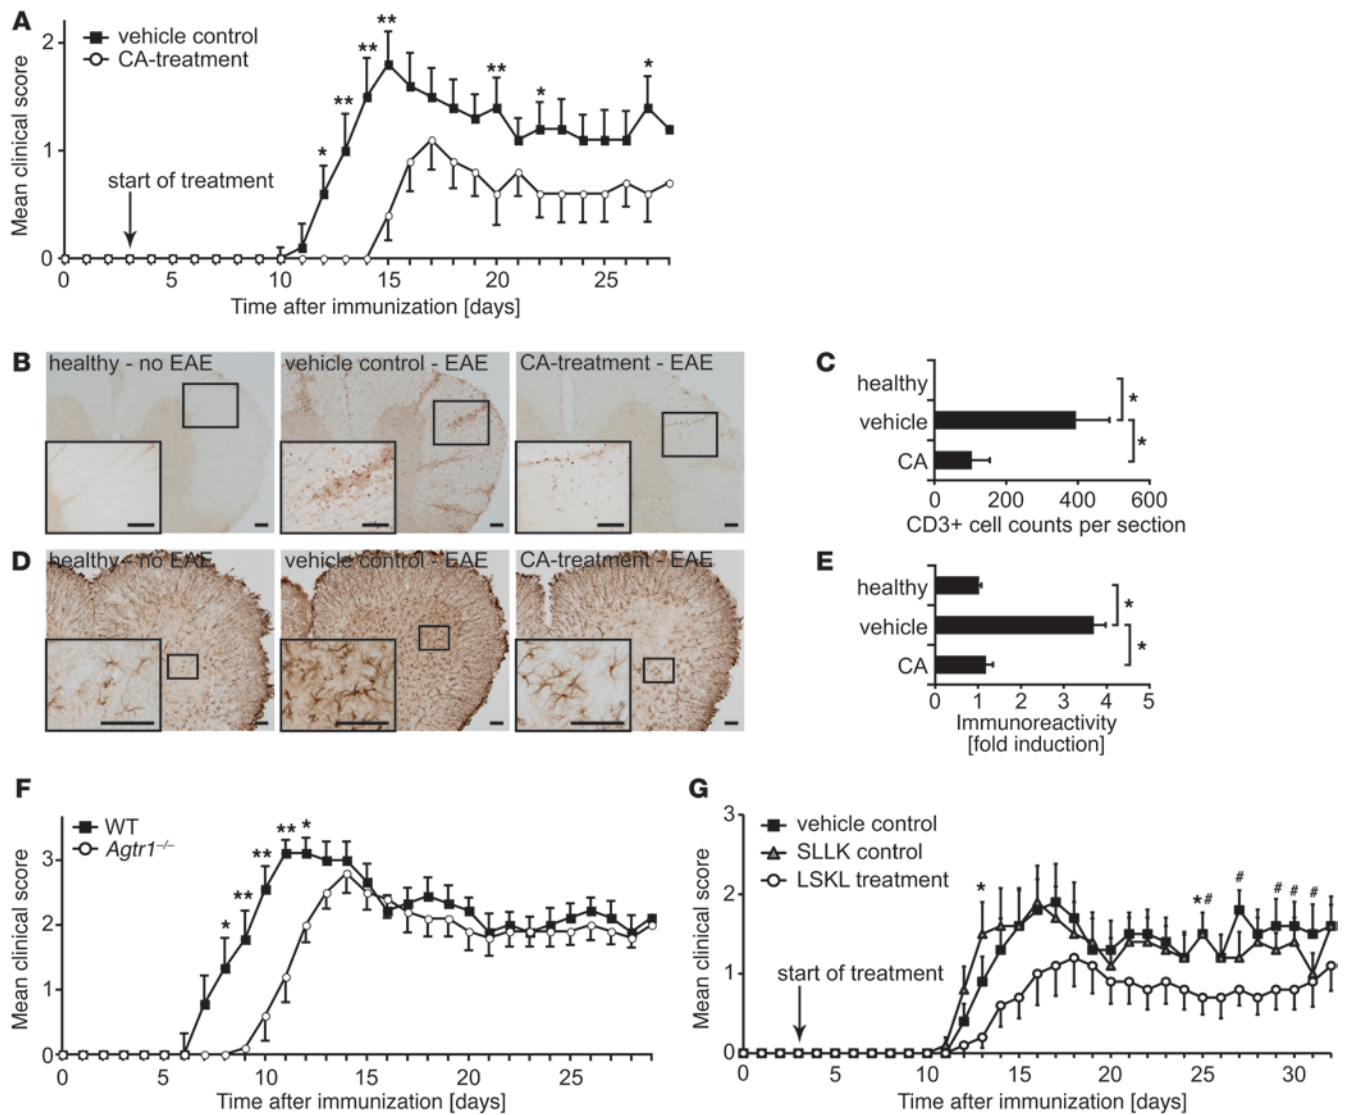 A
vehicle control
CA-treatment
Mean clinical score
2
1
0
start of treatment
* ** ** ** ** * *
0 5 10 15 20 25
Time after immunization [days]
B
healthy - no EAE
vehicle control - EAE
CA-treatment - EAE
C
healthy
vehicle
CA
*
*
0 200 400 600
CD3+ cell counts per section
D
healthy - no EAE
vehicle control - EAE
CA-treatment - EAE
E
healthy
vehicle
CA
*
*
0 1 2 3 4 5
Immunoreactivity
[fold induction]
F
WT
Agtr1–/–
Mean clinical score
3
2
1
0
* ** ** ** *
0 5 10 15 20 25
Time after immunization [days]
G
vehicle control
SLLK control
LSKL treatment
Mean clinical score
3
2
1
0
start of treatment
* *# # # # #
0 5 10 15 20 25 30
Time after immunization [days]